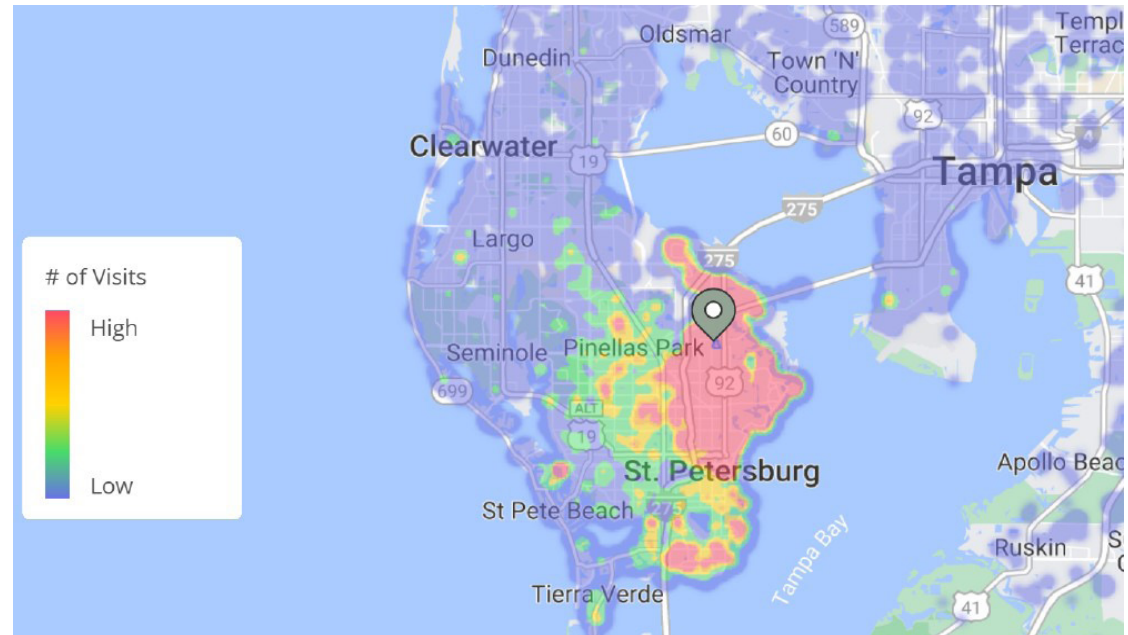 Oldsmar
589
Dunedin
Town 'N'
Country
92
Clearwater
60
19
4
Tampa
275
Largo
275
41
# of Visits
High
Low
Seminole
Pinellas Park
699
92
ALT
19
St. Petersburg
Apollo Beac
St Pete Beach
275
Tampa Bay
Ruskin
Tierra Verde
41